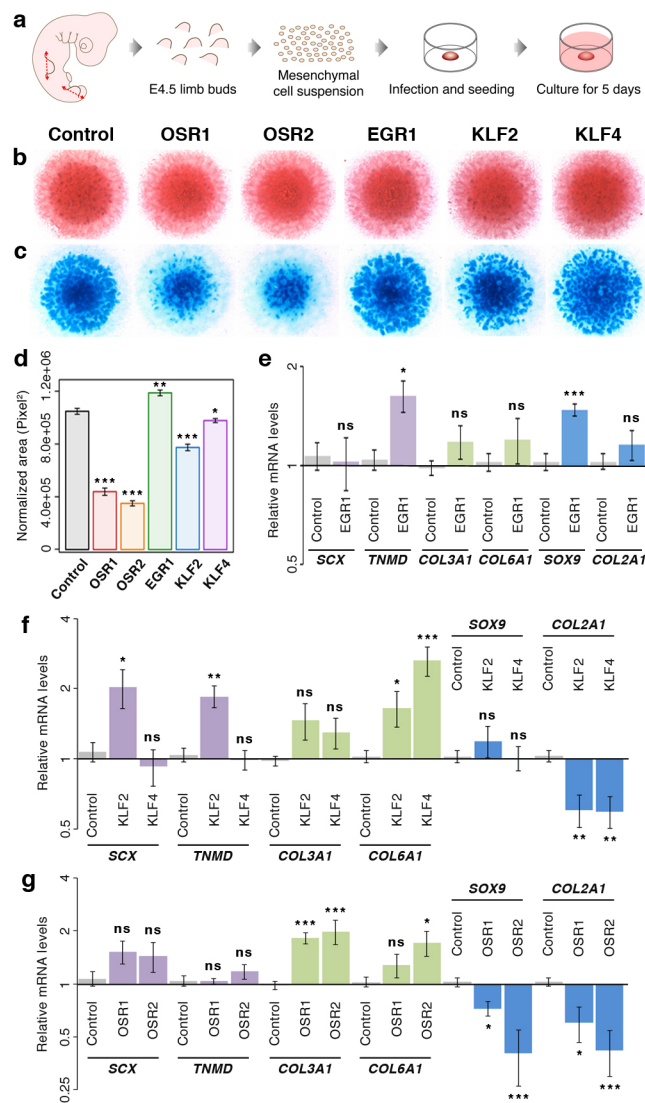 a
E4.5 limb buds
Mesenchymal
cell suspension
Infection and seeding
Culture for 5 days
Control OSR1 OSR2 EGR1 KLF2 KLF4
b
c
d
Normalized area (Pixel²)
1.2e+06
8.0e+05
4.0e+05
0
*** *** ** *** *
Control OSR1 OSR2 EGR1 KLF2 KLF4
e
Relative mRNA levels
2
1
0.5
ns * ns ns *** ns
Control EGR1 Control EGR1 Control EGR1 Control EGR1 Control EGR1 Control EGR1
SCX TNMD COL3A1 COL6A1 SOX9 COL2A1
f
Relative mRNA levels
4
2
1
0.5
SOX9 COL2A1
Control KLF2 KLF4 Control KLF2 KLF4
* ns ** ns ns ns * *** ns ns ** **
Control KLF2 KLF4 Control KLF2 KLF4 Control KLF2 KLF4 Control KLF2 KLF4
SCX TNMD COL3A1 COL6A1
g
Relative mRNA levels
4
2
1
0.5
0.25
SOX9 COL2A1
Control OSR1 OSR2 Control OSR1 OSR2
ns ns ns ns *** *** ns * * *** * ***
Control OSR1 OSR2 Control OSR1 OSR2 Control OSR1 OSR2 Control OSR1 OSR2
SCX TNMD COL3A1 COL6A1